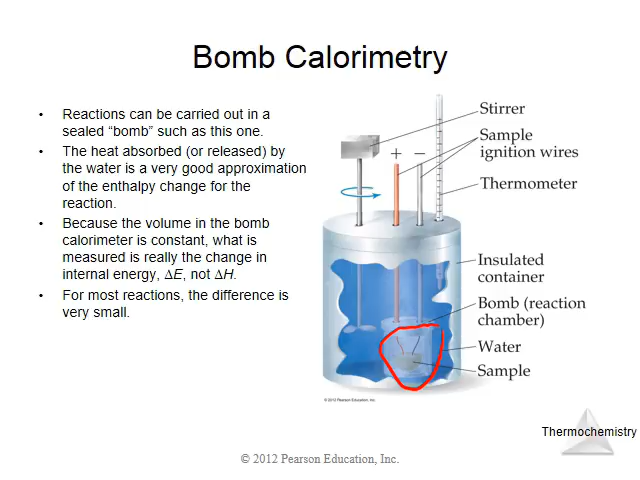 Bomb Calorimetry
• Reactions can be carried out in a
sealed “bomb” such as this one.
• The heat absorbed (or released) by
the water is a very good approximation
of the enthalpy change for the
reaction.
• Because the volume in the bomb
calorimeter is constant, what is
measured is really the change in
internal energy, ΔE, not ΔH.
• For most reactions, the difference is
very small.
Stirrer
+ −
Sample
ignition wires
Thermometer
Insulated
container
Bomb (reaction
chamber)
Water
Sample
© 2012 Pearson Education, Inc.
Thermochemistry
© 2012 Pearson Education, Inc.